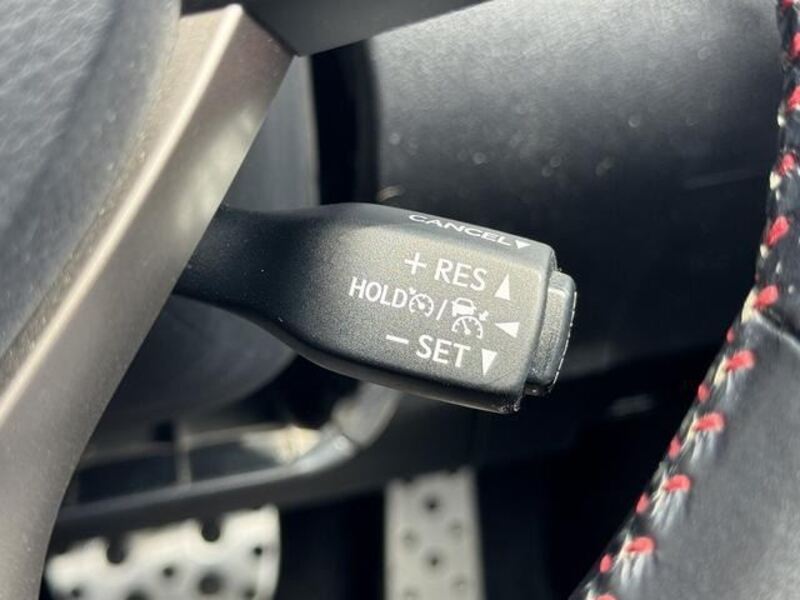 CANCEL ▼
+ RES ▲
HOLD /
− SET ▼